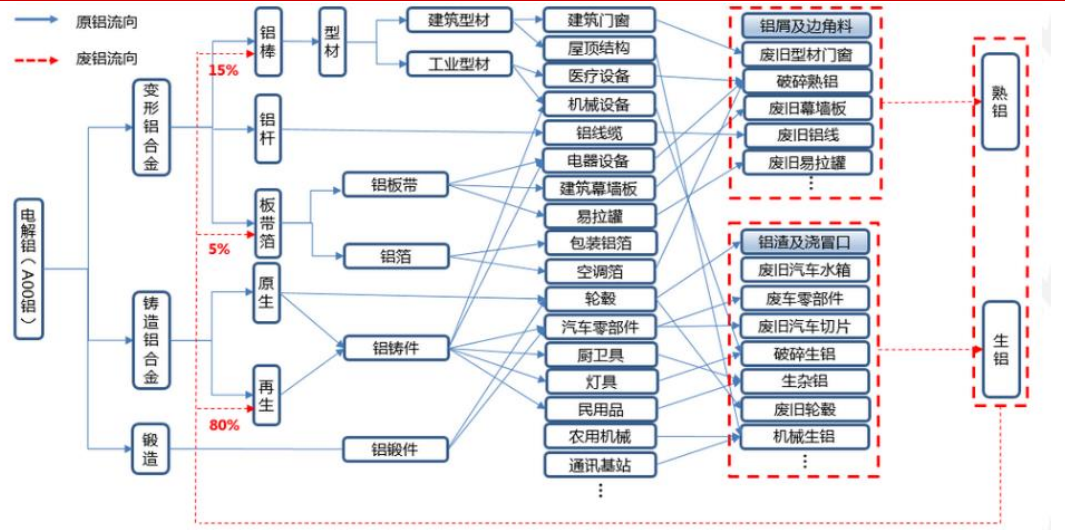 原铝流向
废铝流向
电解铝（A00铝）
变形铝合金
铸造铝合金
锻造
铝棒
15%
铝杆
板带箔
5%
原生
再生
80%
型材
建筑型材
工业型材
铝板带
铝箔
铝铸件
铝锻件
建筑门窗
屋顶结构
医疗设备
机械设备
铝线缆
电器设备
建筑幕墙板
易拉罐
包装铝箔
空调箔
轮毂
汽车零部件
厨卫具
灯具
民用品
农用机械
通讯基站
⋮
铝屑及边角料
废旧型材门窗
破碎熟铝
废旧幕墙板
废旧铝线
废旧易拉罐
⋮
铝渣及浇冒口
废旧汽车水箱
废车零部件
废旧汽车切片
破碎生铝
生杂铝
废旧轮毂
机械生铝
⋮
熟铝
生铝